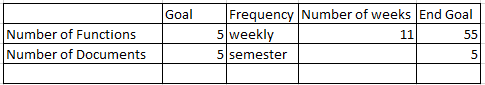 Goal Frequency Number of weeks End Goal
Number of Functions 5 weekly 11 55
Number of Documents 5 semester 5